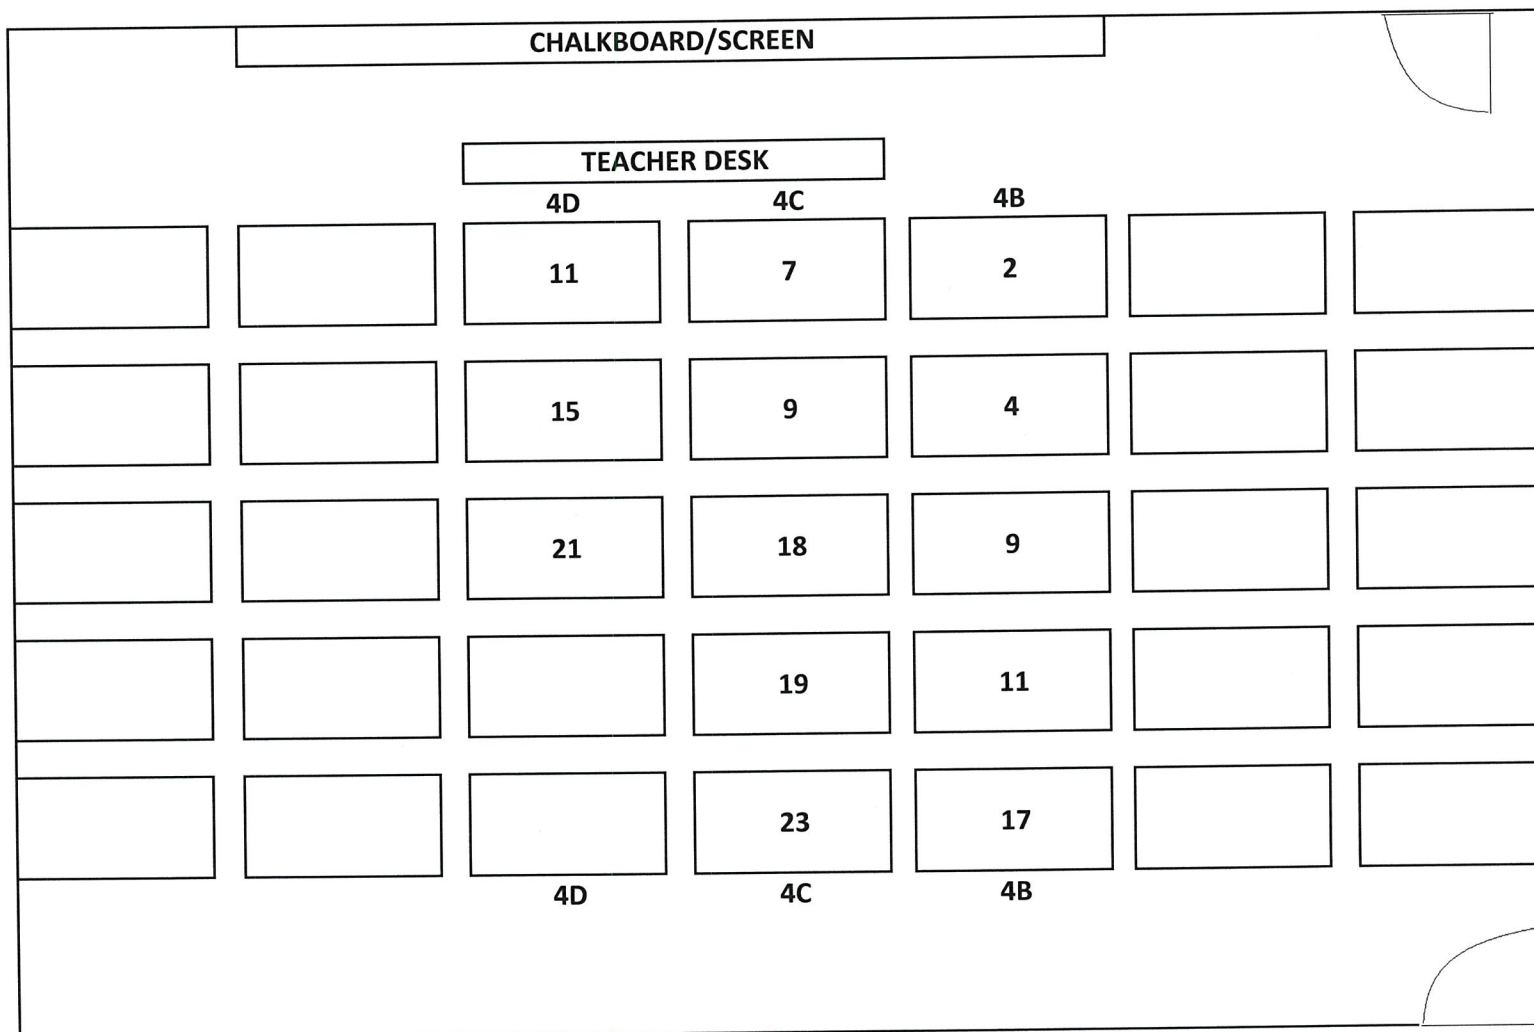 CHALKBOARD/SCREEN
TEACHER DESK
4D 4C 4B
11 7 2
15 9 4
21 18 9
19 11
23 17
4D 4C 4B